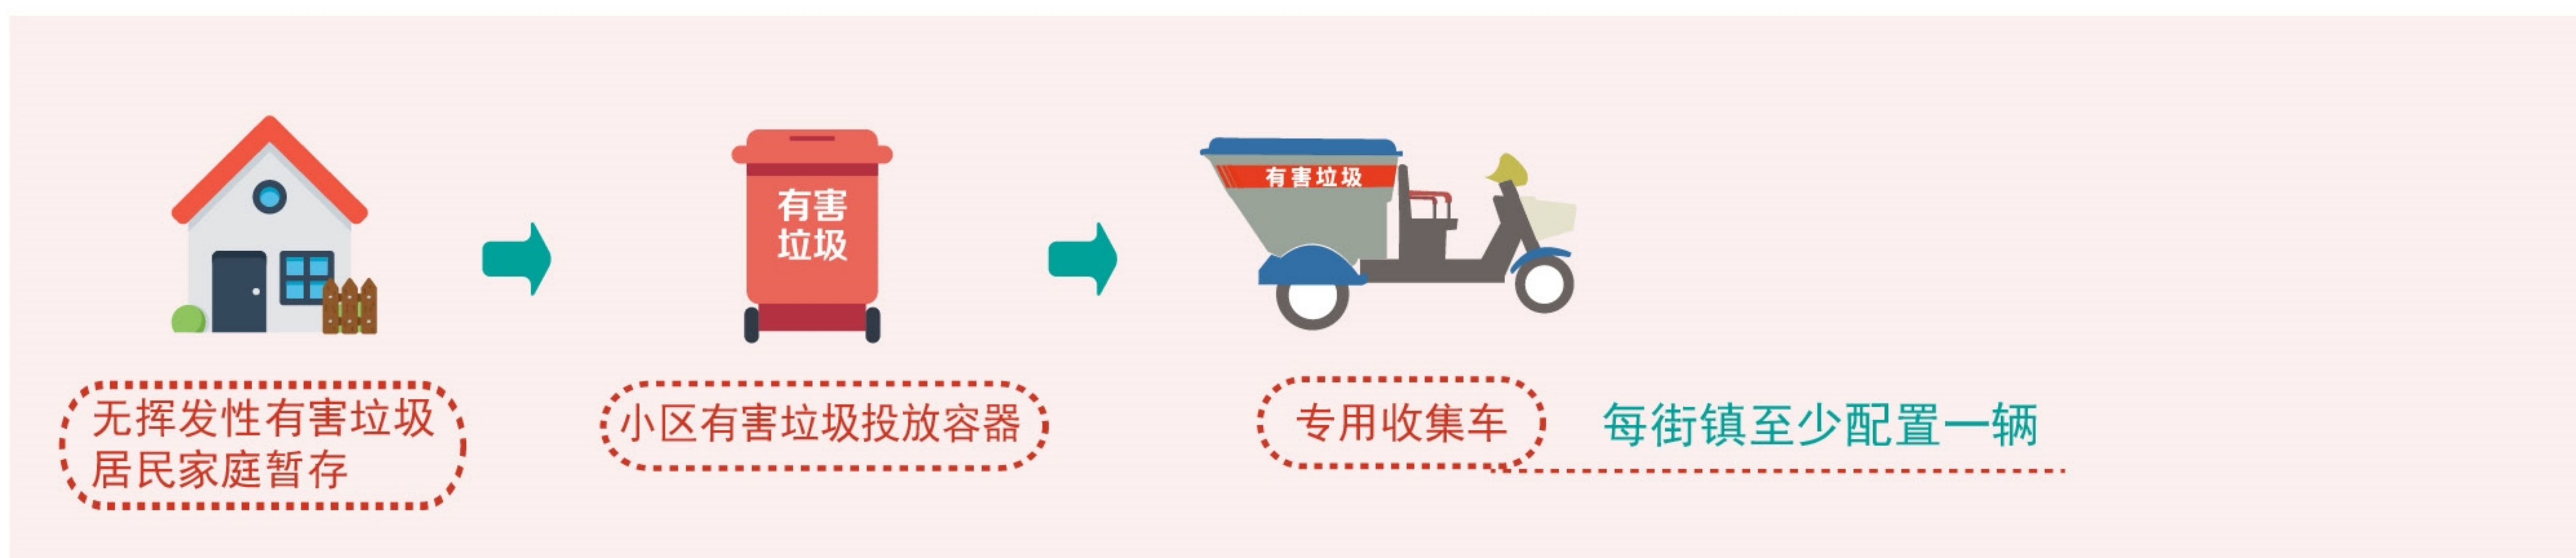 有害
垃圾
有害垃圾
无挥发性有害垃圾
居民家庭暂存
小区有害垃圾投放容器
专用收集车
每街镇至少配置一辆